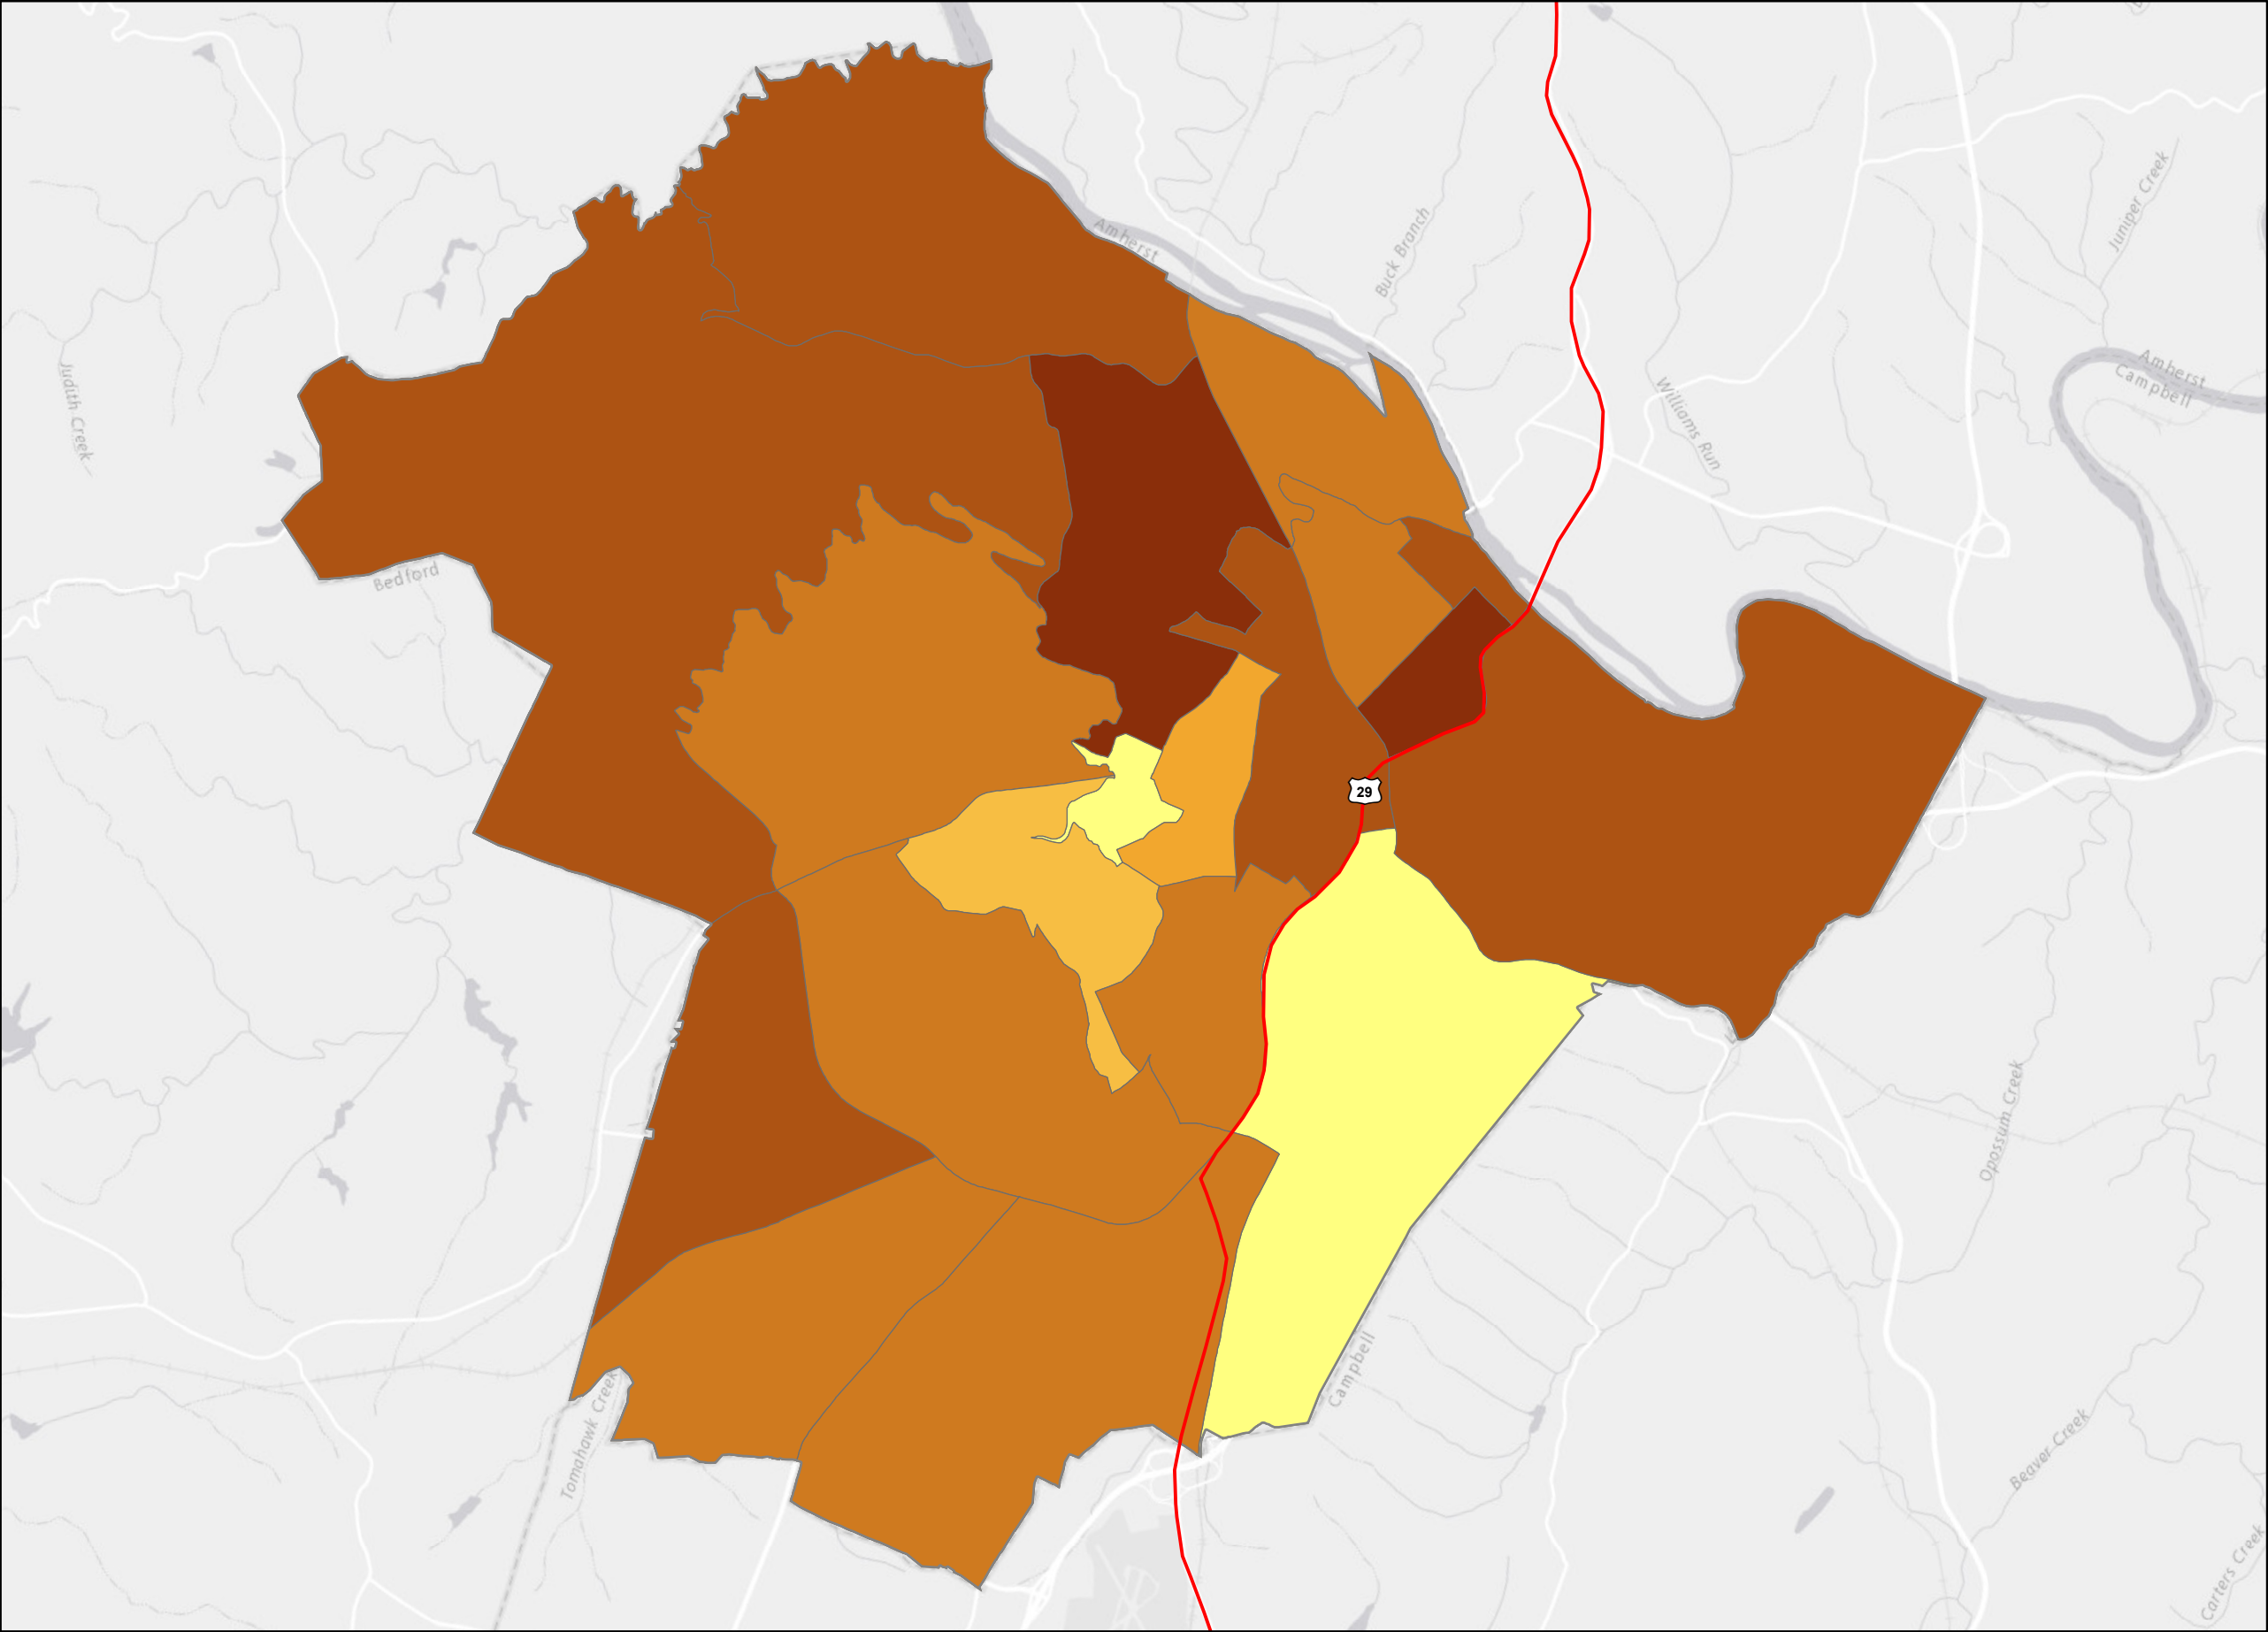 Juniper Creek
Buck Branch
Amherst
Amherst
Campbell
Judith Creek
Williams Run
Bedford
29
Opossum Creek
Campbell
Tomahawk Creek
Beaver Creek
Carters Creek